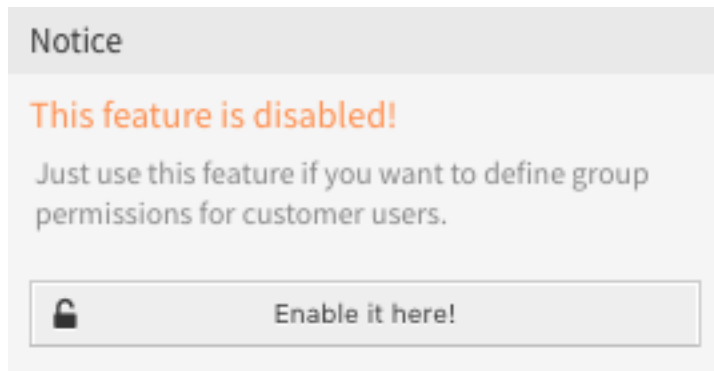 Notice
This feature is disabled!
Just use this feature if you want to define group
permissions for customer users.
Enable it here!